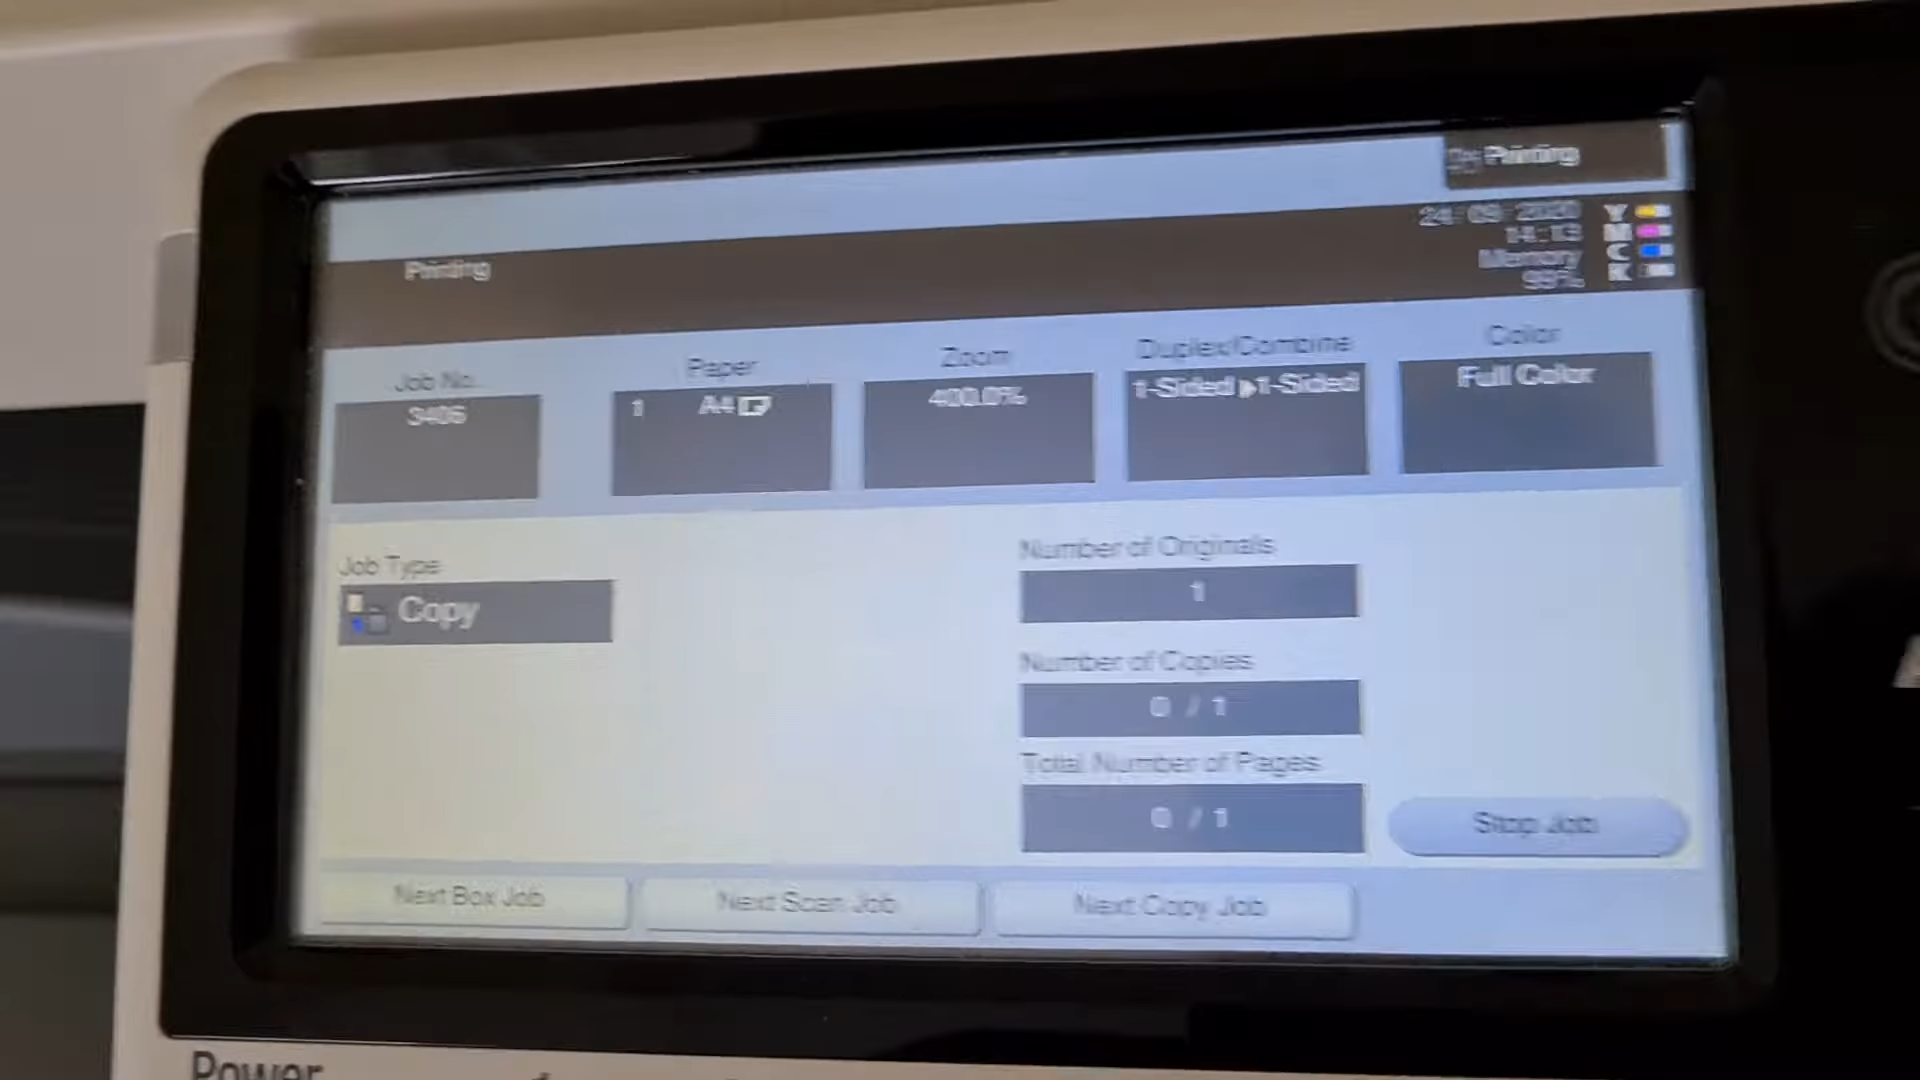 Printing
24/09/2020
14:13
Memory
99%
Y
M
C
K
Printing
Job No.
3406
Paper
1 A4
Zoom
400.0%
Duplex/Combine
1-Sided ▶1-Sided
Color
Full Color
Job Type
Copy
Number of Originals
1
Number of Copies
0 / 1
Total Number of Pages
0 / 1
Stop Job
Next Box Job
Next Scan Job
Next Copy Job
Power